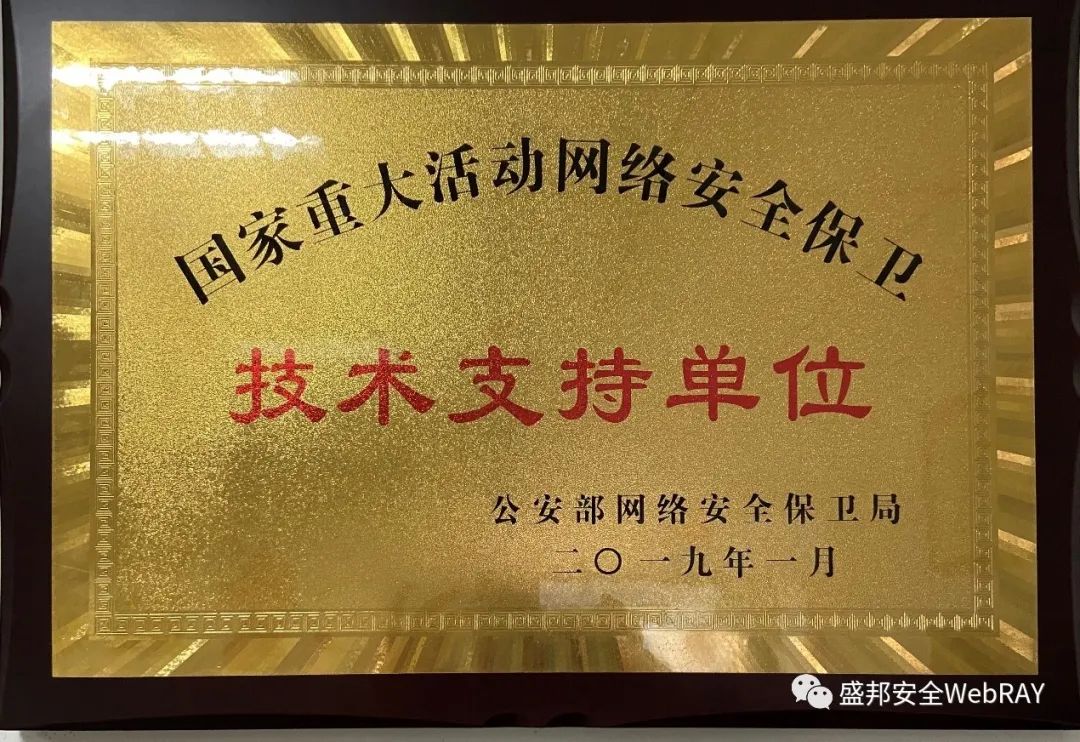 国家重大活动网络安全保卫
技术支持单位
公安部网络安全保卫局
二〇一九年一月
盛邦安全WebRAY